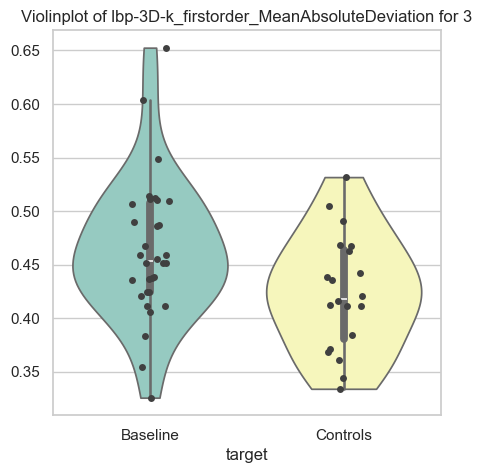 Violinplot of lbp-3D-k_firstorder_MeanAbsoluteDeviation for 3
0.65
0.60
0.55
0.50
0.45
0.40
0.35
Baseline
Controls
target